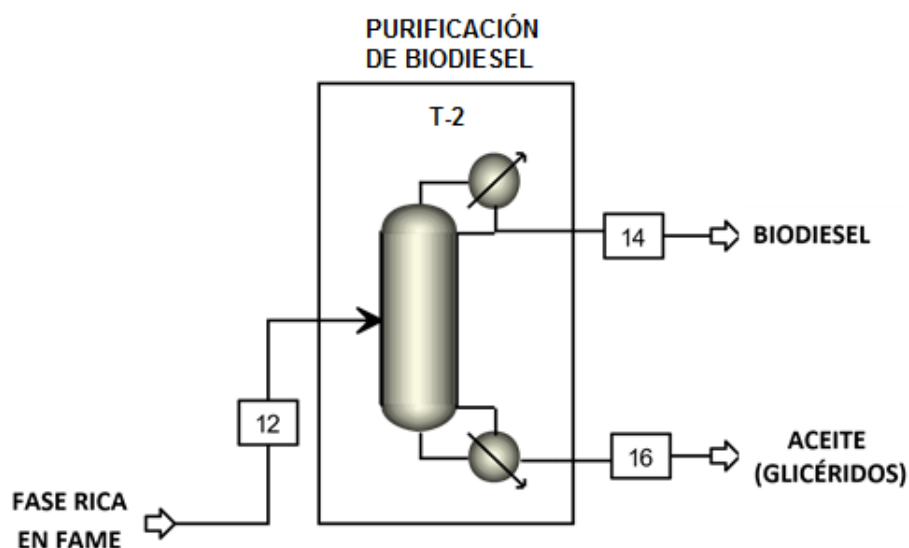 PURIFICACIÓN
DE BIODIESEL
T-2
14
BIODIESEL
12
16
ACEITE
(GLICÉRIDOS)
FASE RICA
EN FAME